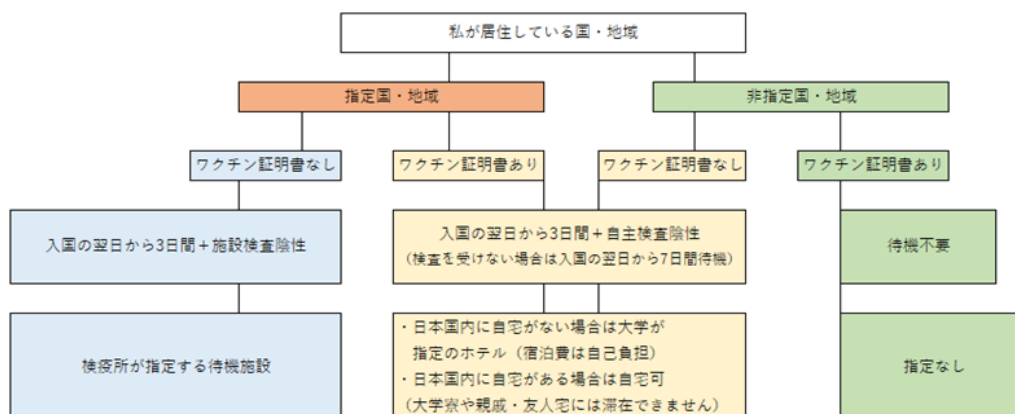 私が居住している国・地域
指定国・地域
非指定国・地域
ワクチン証明書なし
ワクチン証明書あり
ワクチン証明書なし
ワクチン証明書あり
入国の翌日から3日間＋施設検査陰性
入国の翌日から3日間＋自主検査陰性
（検査を受けない場合は入国の翌日から7日間待機）
待機不要
検疫所が指定する待機施設
・日本国内に自宅がない場合は大学が
指定のホテル（宿泊費は自己負担）
・日本国内に自宅がある場合は自宅可
（大学寮や親戚・友人宅には滞在できません）
指定なし